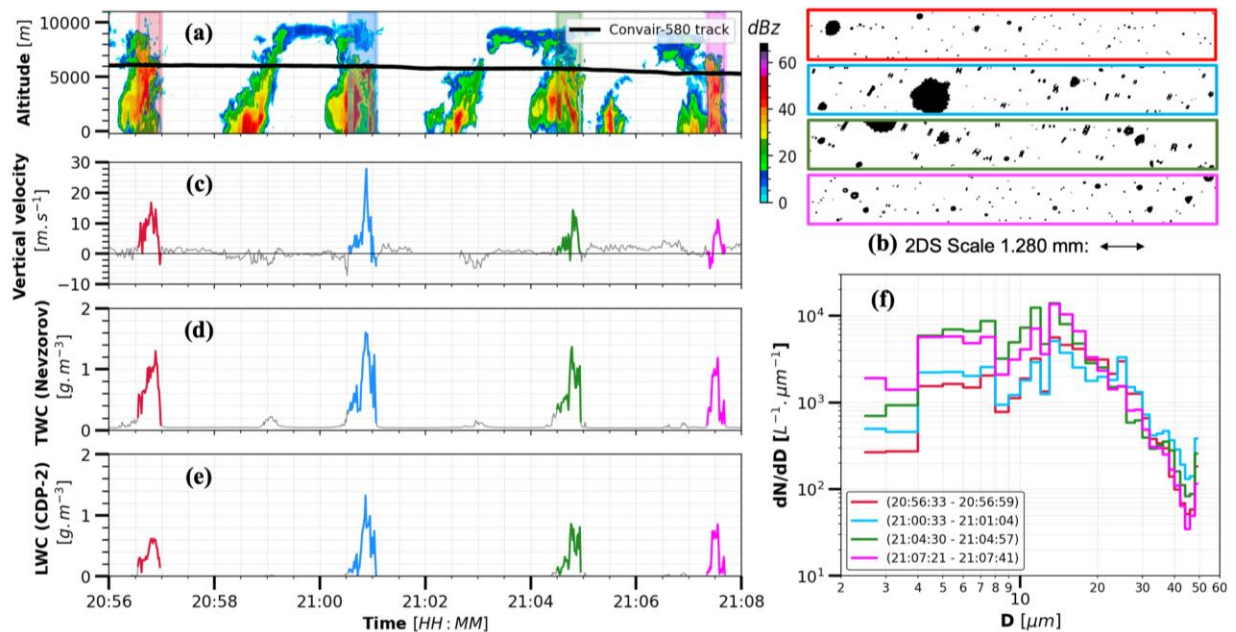 Altitude [m]
10000
5000
0
(a)
Convair-580 track
dBz
60
40
20
0
(b) 2DS Scale 1.280 mm:
Vertical velocity
[m.s⁻¹]
30
20
10
0
−10
(c)
TWC (Nevzorov)
[g.m⁻³]
2
1
0
(d)
LWC (CDP-2)
[g.m⁻³]
2
1
0
(e)
20:56
20:58
21:00
21:02
21:04
21:06
21:08
Time [HH:MM]
(f)
dN/dD [L⁻¹.μm⁻¹]
10⁴
10³
10²
10¹
(20:56:33 - 20:56:59)
(21:00:33 - 21:01:04)
(21:04:30 - 21:04:57)
(21:07:21 - 21:07:41)
2 3 4 5 6 7 8 9 10 20 30 40 50 60
D [μm]